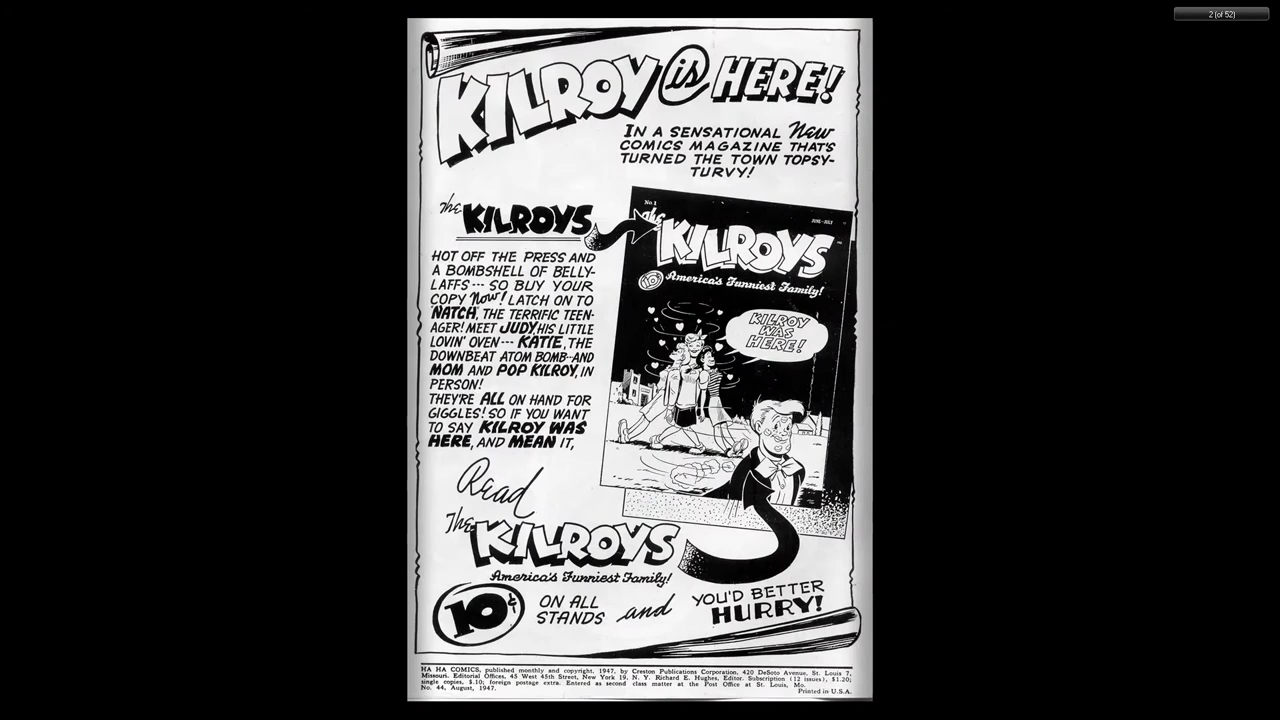 2 (of 52)
KILROY is HERE!
IN A SENSATIONAL New
COMICS MAGAZINE THAT'S
TURNED THE TOWN TOPSY-
TURVY!
The KILROYS
HOT OFF THE PRESS AND
A BOMBSHELL OF BELLY-
LAFFS --- SO BUY YOUR
COPY Now! LATCH ON TO
'NATCH', THE TERRIFIC TEEN-
AGER! MEET JUDY, HIS LITTLE
LOVIN' OVEN --- KATIE, THE
DOWNBEAT ATOM BOMB--AND
MOM AND POP KILROY, IN
PERSON!
THEY'RE ALL ON HAND FOR
GIGGLES! SO IF YOU WANT
TO SAY KILROY WAS
HERE, AND MEAN IT,
No. 1
JUNE-JULY
The KILROYS
10¢
America's Funniest Family!
KILROY
WAS
HERE!
Read
The KILROYS
America's Funniest Family!
10¢
ON ALL
STANDS and
YOU'D BETTER
HURRY!
HA HA COMICS, published monthly and copyright, 1947, by Creston Publications Corporation, 420 DeSoto Avenue, St. Louis 7,
Missouri. Editorial Offices, 45 West 45th Street, New York 19, N. Y. Richard E. Hughes, Editor. Subscription (12 issues), $1.20;
single copies, $.10; foreign postage extra. Entered as second class matter at the Post Office at St. Louis, Mo.
No. 44, August, 1947.
Printed in U.S.A.